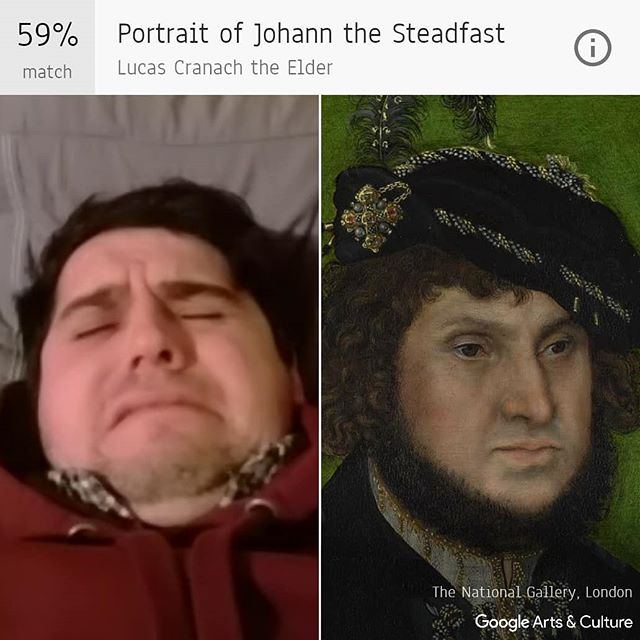 59%
match
Portrait of Johann the Steadfast
Lucas Cranach the Elder
The National Gallery, London
Google Arts & Culture